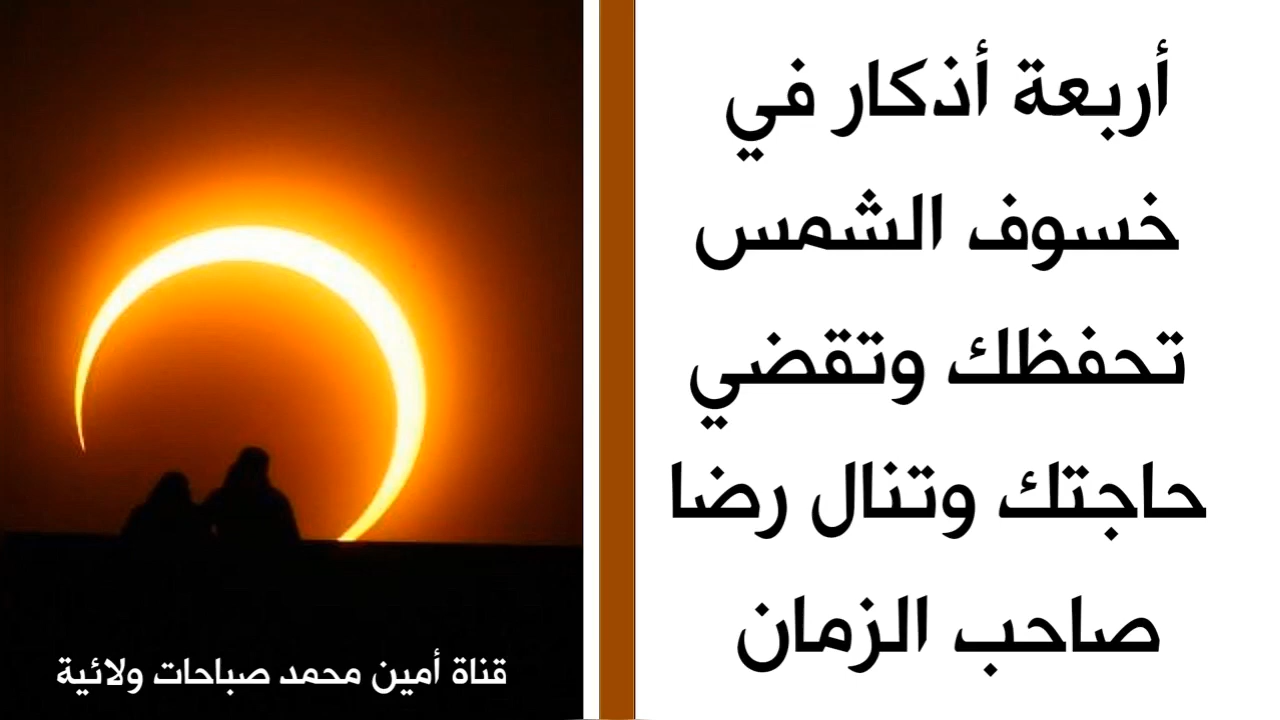 أربعة أذكار في
خسوف الشمس
تحفظك وتقضي
حاجتك وتنال رضا
صاحب الزمان
قناة أمين محمد صباحات ولائية